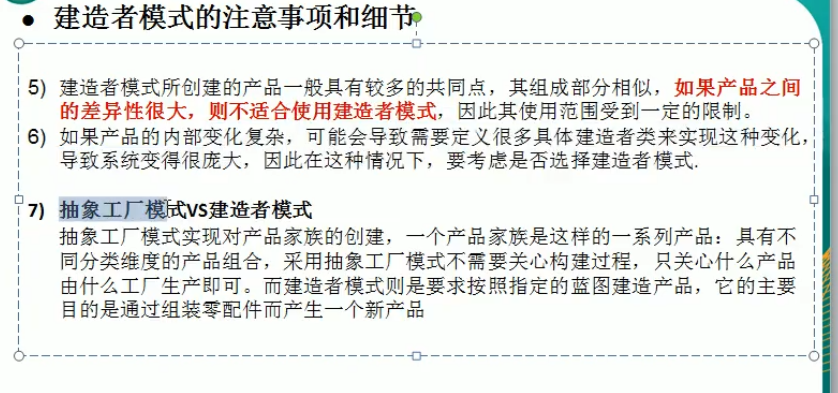 ● 建造者模式的注意事项和细节
5) 建造者模式所创建的产品一般具有较多的共同点，其组成部分相似，如果产品之间
的差异性很大，则不适合使用建造者模式，因此其使用范围受到一定的限制。
6) 如果产品的内部变化复杂，可能会导致需要定义很多具体建造者类来实现这种变化，
导致系统变得很庞大，因此在这种情况下，要考虑是否选择建造者模式.
7) 抽象工厂模式VS建造者模式
抽象工厂模式实现对产品家族的创建，一个产品家族是这样的一系列产品：具有不
同分类维度的产品组合，采用抽象工厂模式不需要关心构建过程，只关心什么产品
由什么工厂生产即可。而建造者模式则是要求按照指定的蓝图建造产品，它的主要
目的是通过组装零配件而产生一个新产品